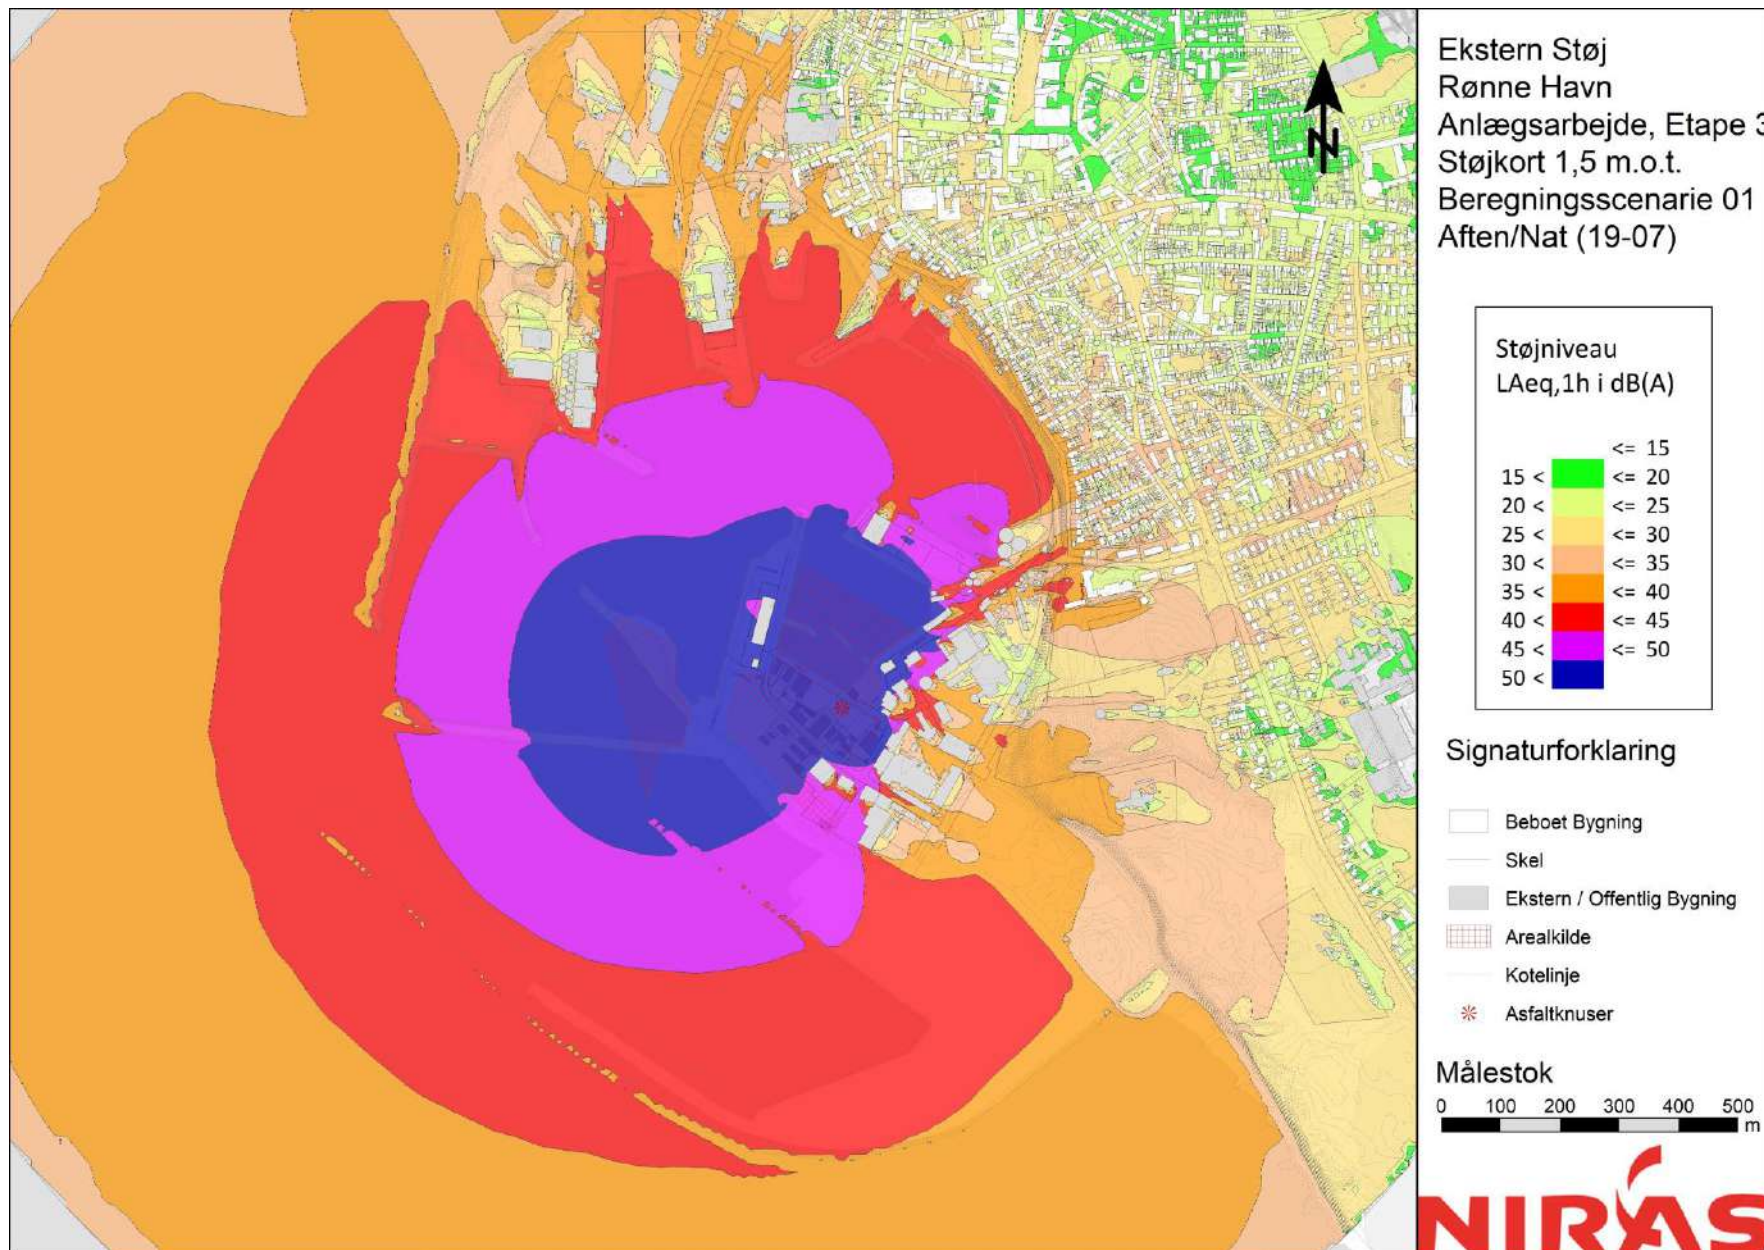 Ekstern Støj
Rønne Havn
Anlægsarbejde, Etape 3
Støjkort 1,5 m.o.t.
Beregningsscenarie 01
Aften/Nat (19-07)
N
Støjniveau
LAeq,1h i dB(A)
<= 15
15 < <= 20
20 < <= 25
25 < <= 30
30 < <= 35
35 < <= 40
40 < <= 45
45 < <= 50
50 <
Signaturforklaring
Beboet Bygning
Skel
Ekstern / Offentlig Bygning
Arealkilde
Kotelinje
Asfaltknuser
Målestok
0 100 200 300 400 500
m
NIRAS